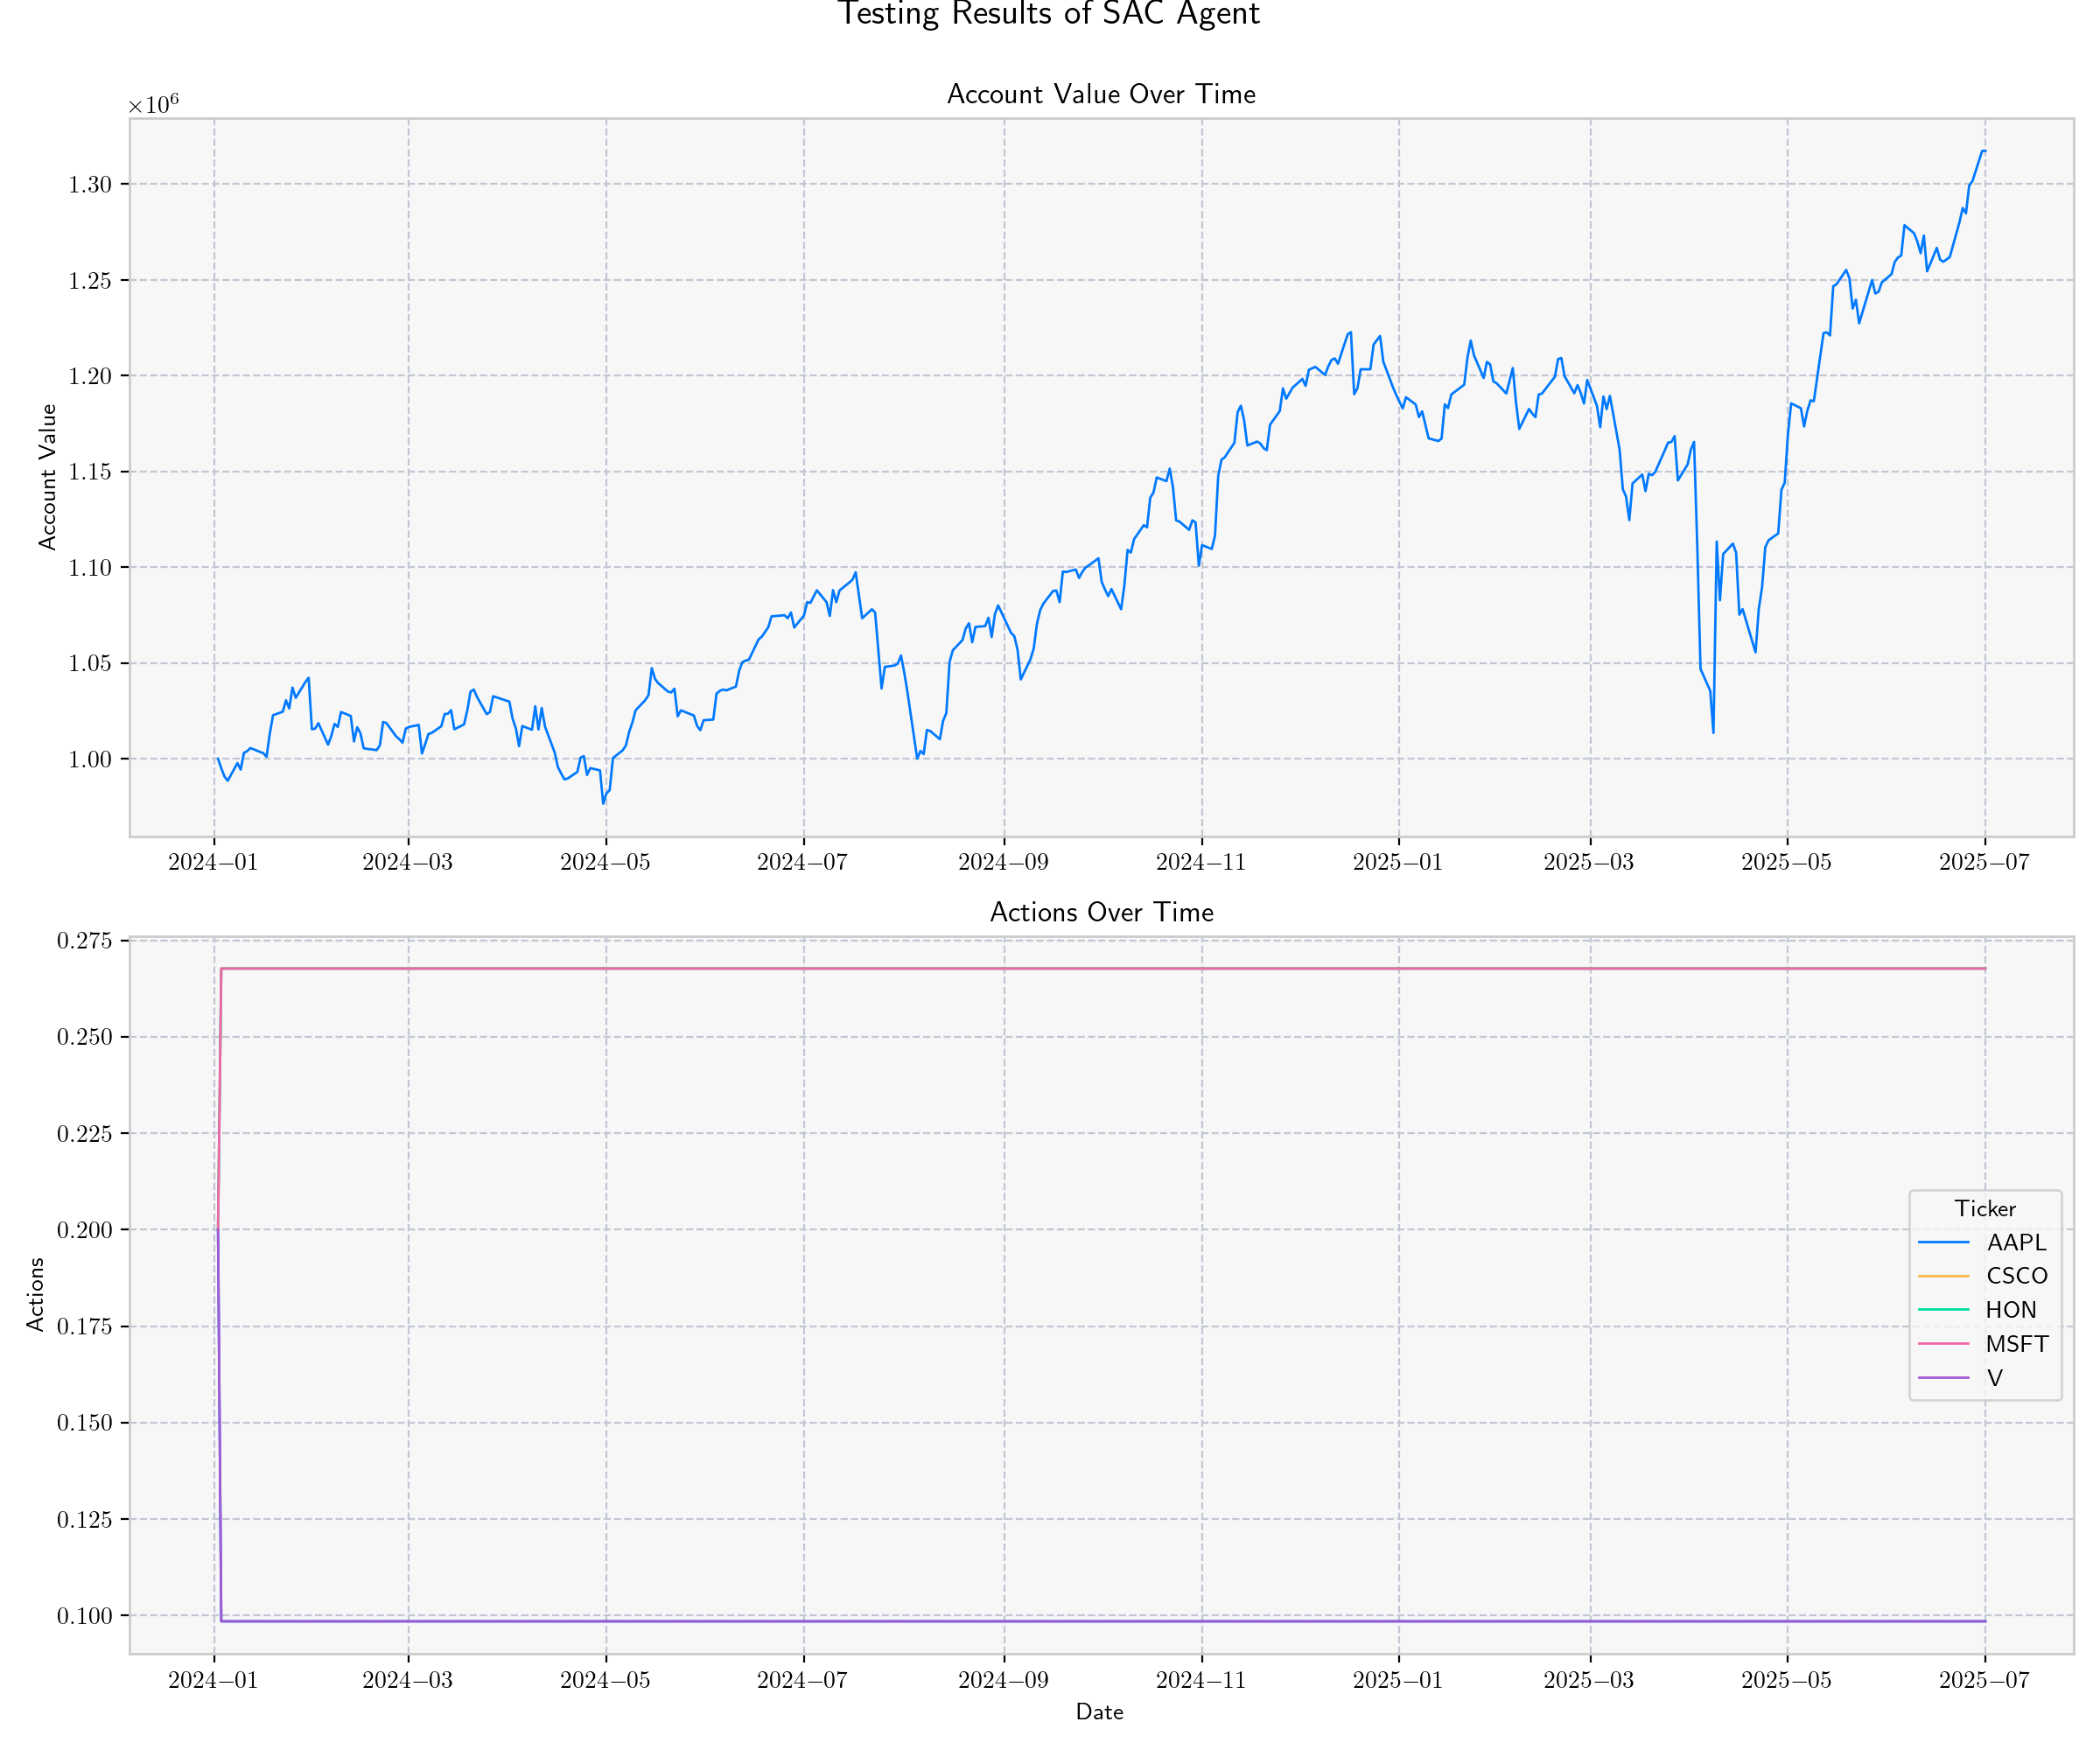 Testing Results of SAC Agent
Account Value Over Time
×10⁶
1.30
1.25
1.20
1.15
1.10
1.05
1.00
Account Value
2024−01 2024−03 2024−05 2024−07 2024−09 2024−11 2025−01 2025−03 2025−05 2025−07
Actions Over Time
0.275
0.250
0.225
0.200
0.175
0.150
0.125
0.100
Actions
Ticker
AAPL
CSCO
HON
MSFT
V
2024−01 2024−03 2024−05 2024−07 2024−09 2024−11 2025−01 2025−03 2025−05 2025−07
Date